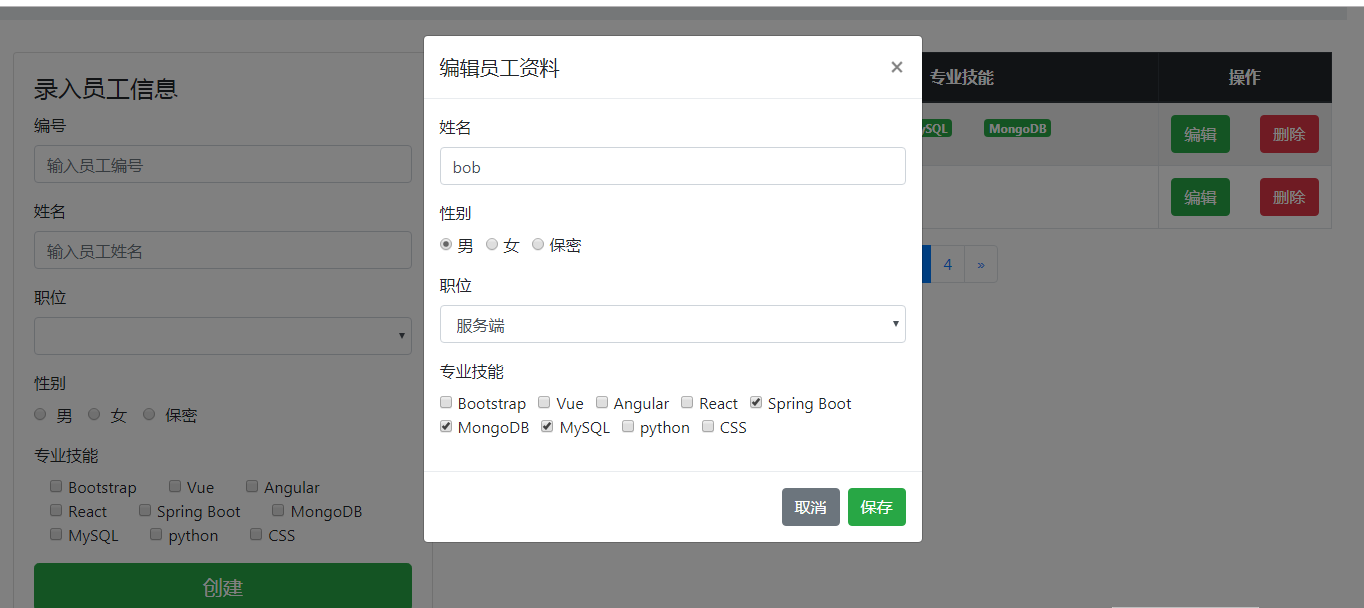 录入员工信息
编号
输入员工编号
姓名
输入员工姓名
职位
性别
男 女 保密
专业技能
Bootstrap Vue Angular
React Spring Boot MongoDB
MySQL python CSS
创建
编辑员工资料 ×
姓名
bob
性别
男 女 保密
职位
服务端
专业技能
Bootstrap Vue Angular React Spring Boot
MongoDB MySQL python CSS
取消 保存
专业技能 操作
MongoDB 编辑 删除
编辑 删除
4 »